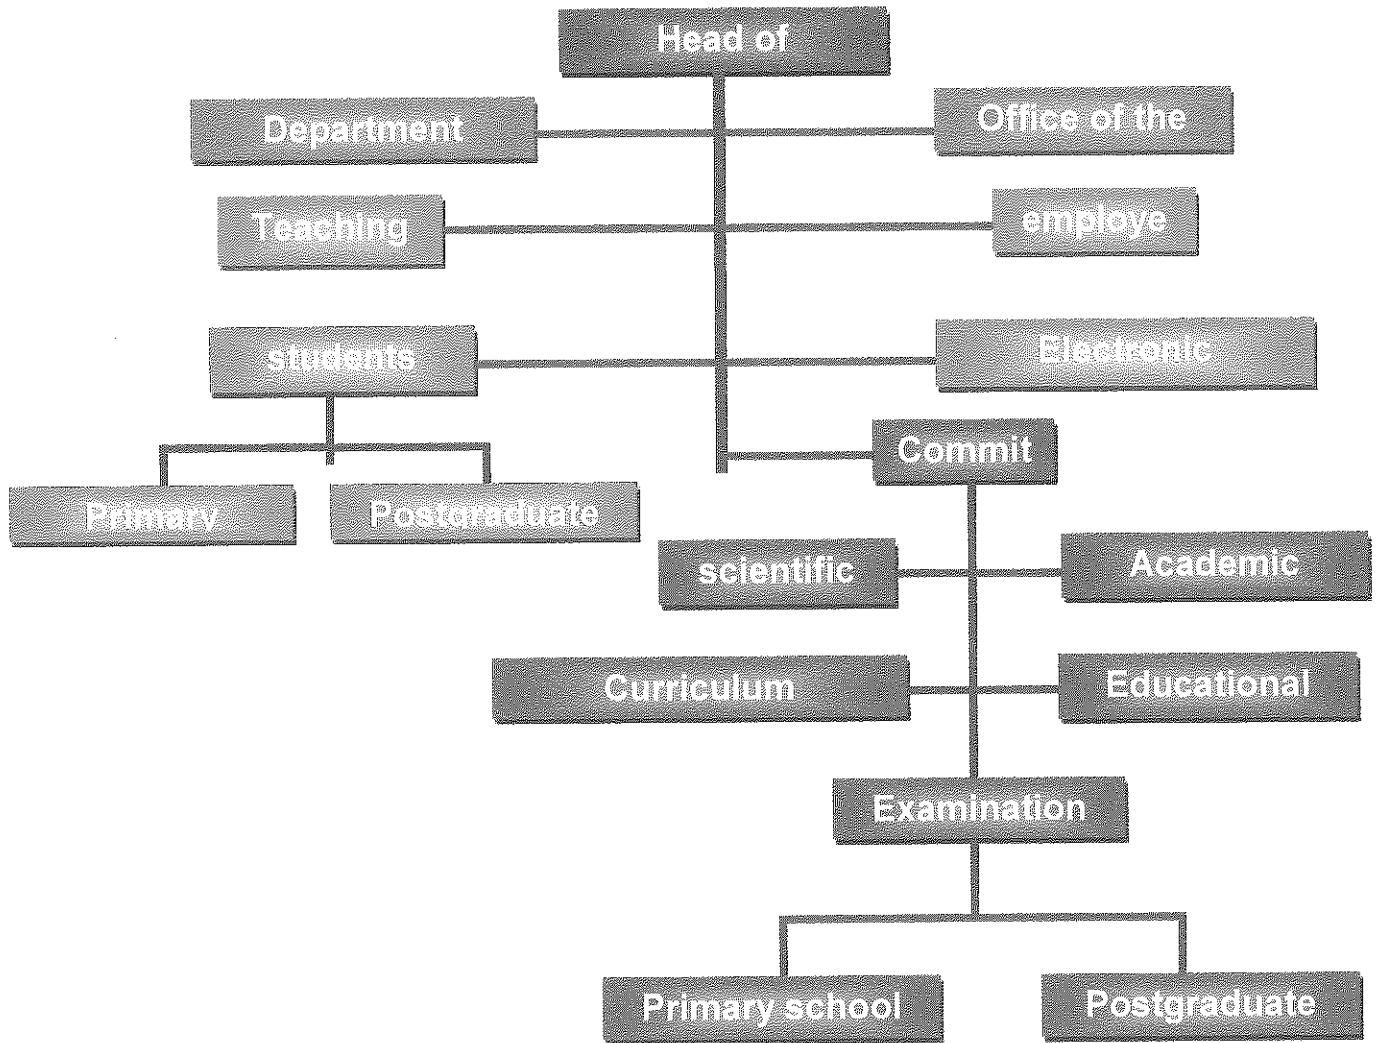 Head of
Department
Office of the
Teaching
employe
students
Electronic
Commit
Primary
Postgraduate
scientific
Academic
Curriculum
Educational
Examination
Primary school
Postgraduate